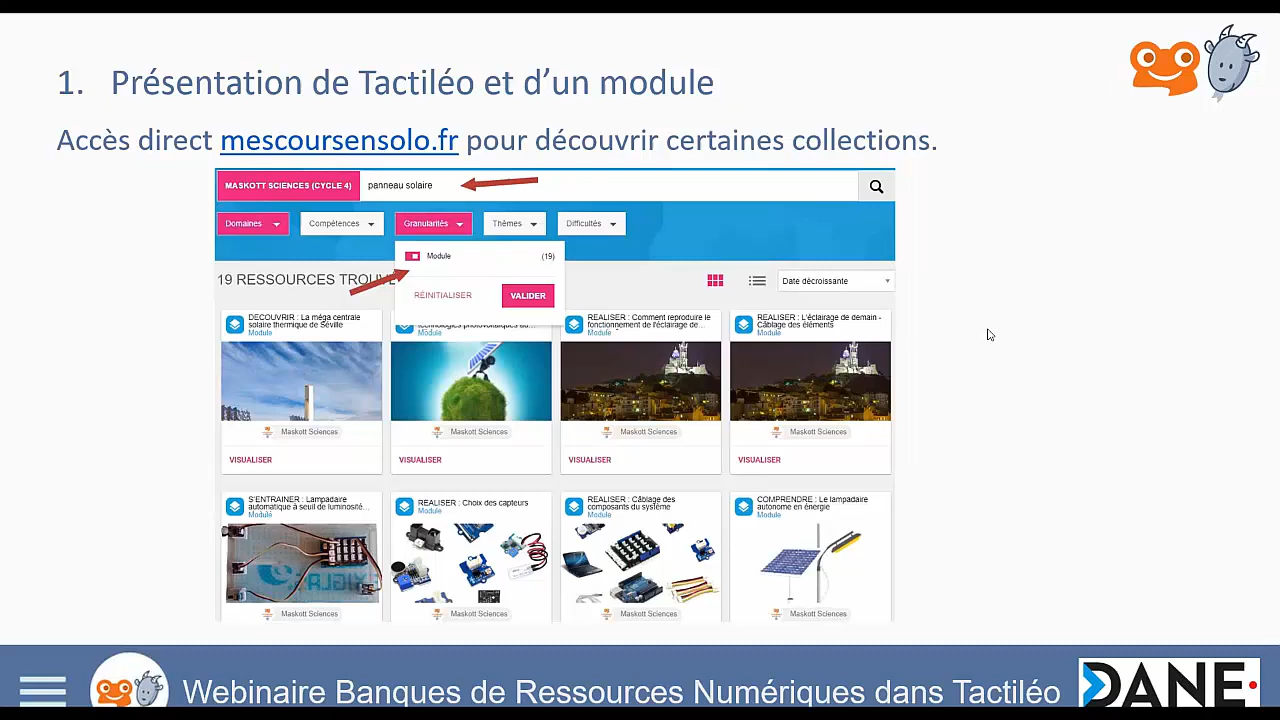 1. Présentation de Tactiléo et d’un module
Accès direct mescoursensolo.fr pour découvrir certaines collections.
MASKOTT SCIENCES (CYCLE 4) panneau solaire
Domaines Compétences Granularités Thèmes Difficultés
Module (19)
19 RESSOURCES TROUVE
RÉINITIALISER VALIDER
Date décroissante
DECOUVRIR : La méga centrale
solaire thermique de Séville
Module
technologies photovoltaïques au...
Module
REALISER : Comment reproduire le
fonctionnement de l'éclairage de...
Module
REALISER : L'éclairage de demain -
Câblage des éléments
Module
Maskott Sciences Maskott Sciences Maskott Sciences Maskott Sciences
VISUALISER VISUALISER VISUALISER VISUALISER
S'ENTRAINER : Lampadaire
automatique à seuil de luminosité...
Module
REALISER : Choix des capteurs
Module
REALISER : Câblage des
composants du système
Module
COMPRENDRE : Le lampadaire
autonome en énergie
Module
Maskott Sciences Maskott Sciences Maskott Sciences Maskott Sciences
Webinaire Banques de Ressources Numériques dans Tactiléo
DANE